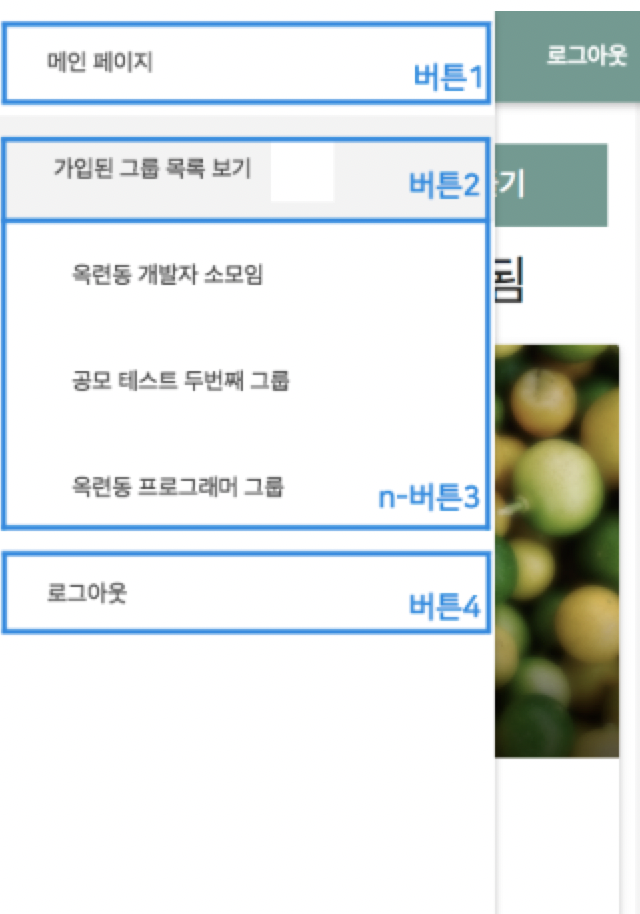 메인 페이지
버튼1
로그아웃
가입된 그룹 목록 보기
버튼2
기
됨
옥련동 개발자 소모임
공모 테스트 두번째 그룹
옥련동 프로그래머 그룹
n-버튼3
로그아웃
버튼4